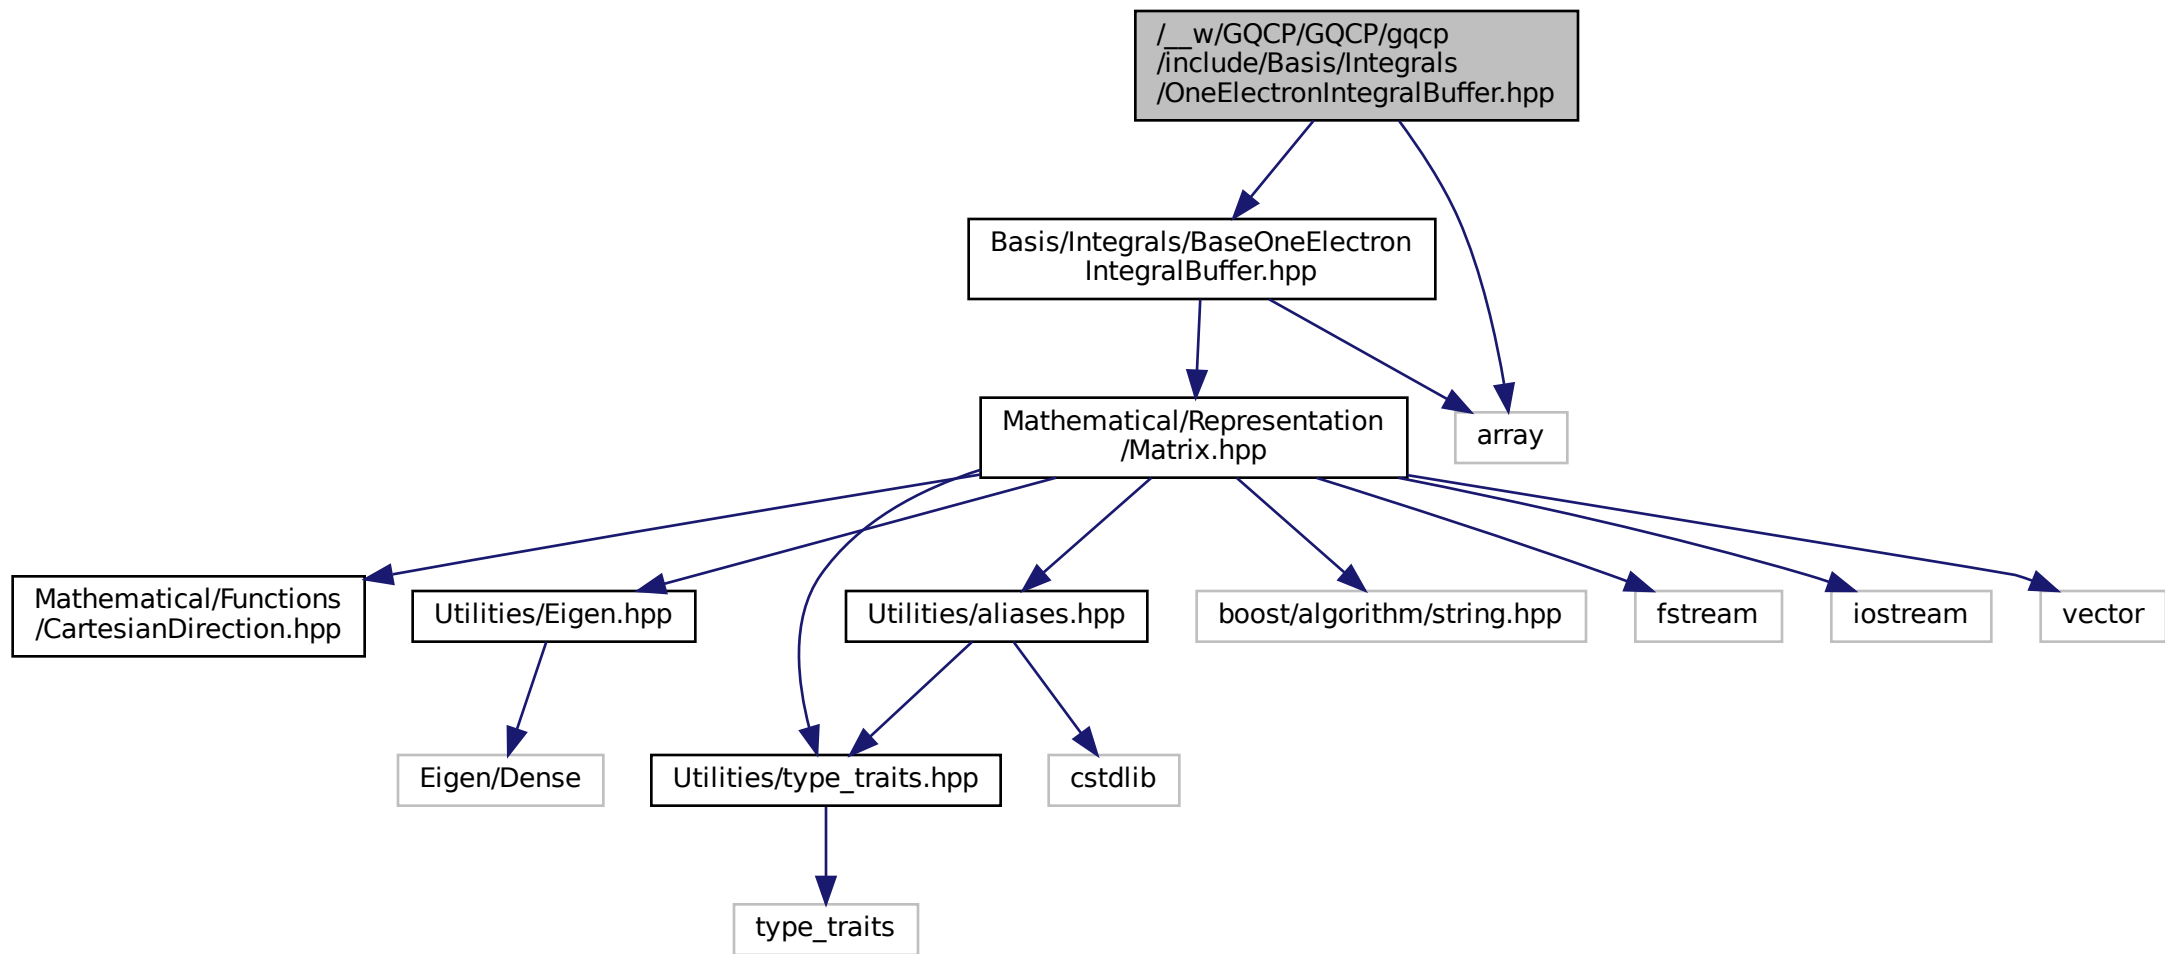 /__w/GQCP/GQCP/gqcp
/include/Basis/Integrals
/OneElectronIntegralBuffer.hpp
Basis/Integrals/BaseOneElectron
IntegralBuffer.hpp
Mathematical/Representation
/Matrix.hpp
array
Mathematical/Functions
/CartesianDirection.hpp
Utilities/Eigen.hpp
Utilities/aliases.hpp
boost/algorithm/string.hpp
fstream
iostream
vector
Eigen/Dense
Utilities/type_traits.hpp
cstdlib
type_traits